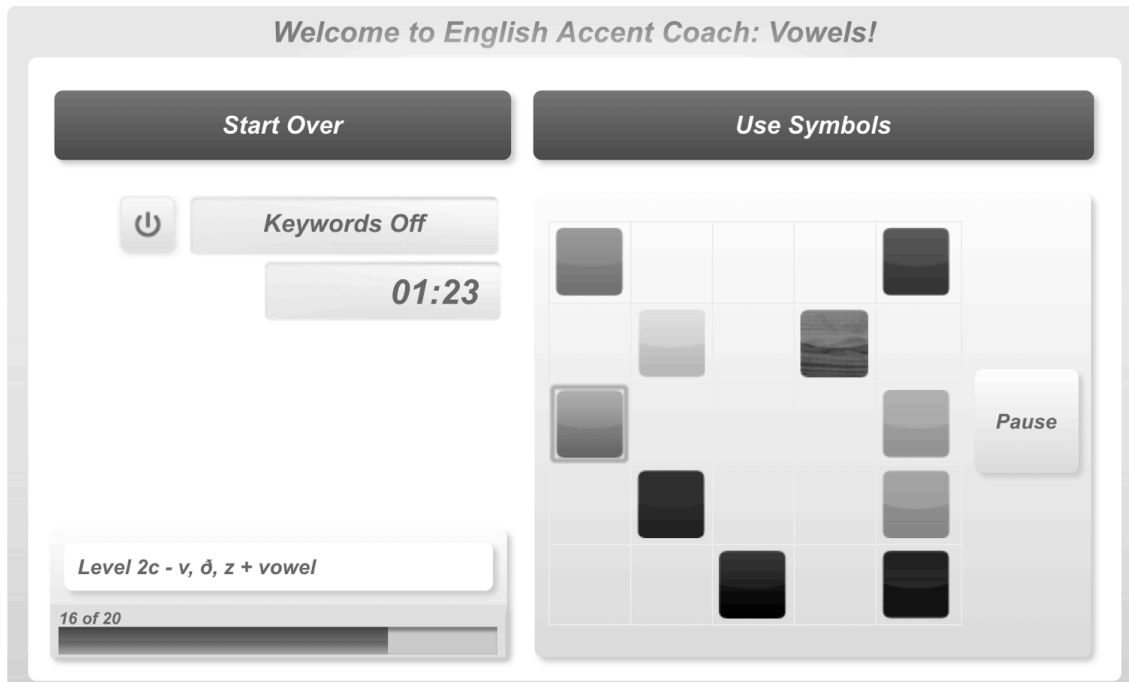 Welcome to English Accent Coach: Vowels!
Start Over
Use Symbols
Keywords Off
01:23
Pause
Level 2c - v, ð, z + vowel
16 of 20